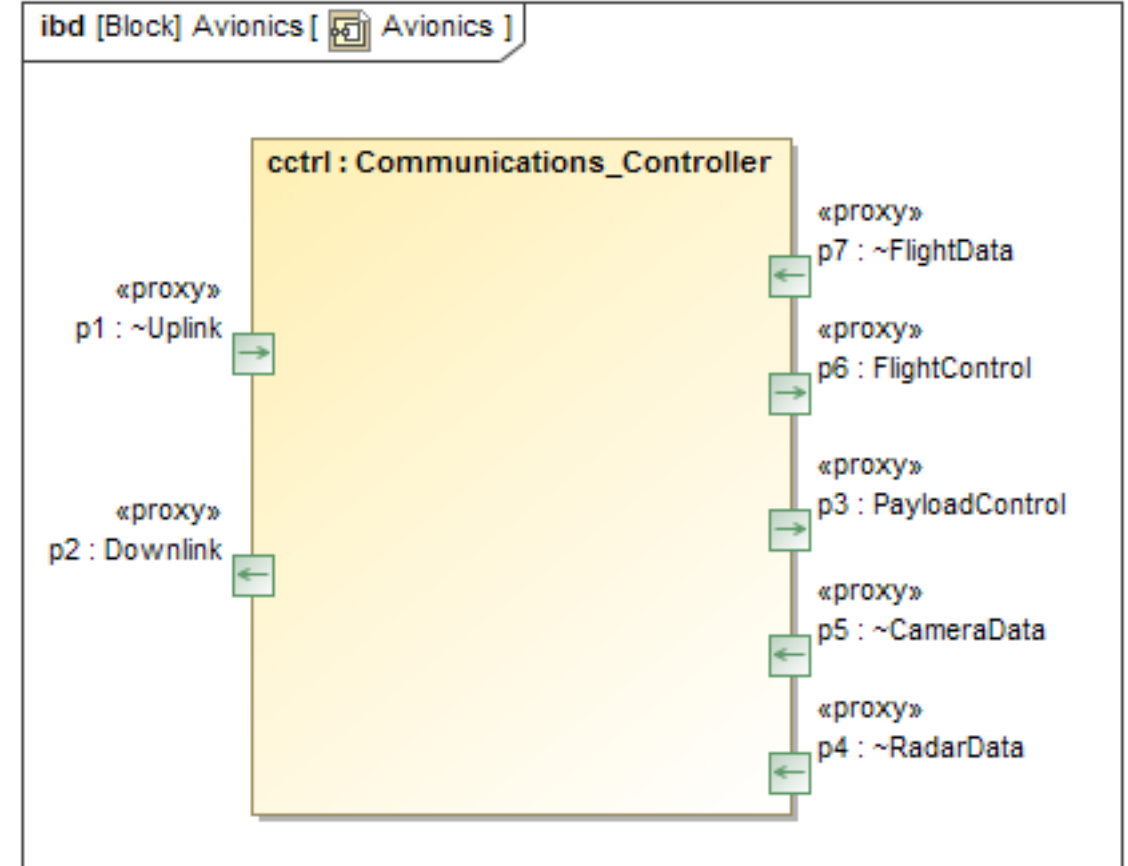 ibd [Block] Avionics [ Avionics ]
cctrl : Communications_Controller
«proxy»
p1 : ~Uplink
«proxy»
p2 : Downlink
«proxy»
p7 : ~FlightData
«proxy»
p6 : FlightControl
«proxy»
p3 : PayloadControl
«proxy»
p5 : ~CameraData
«proxy»
p4 : ~RadarData